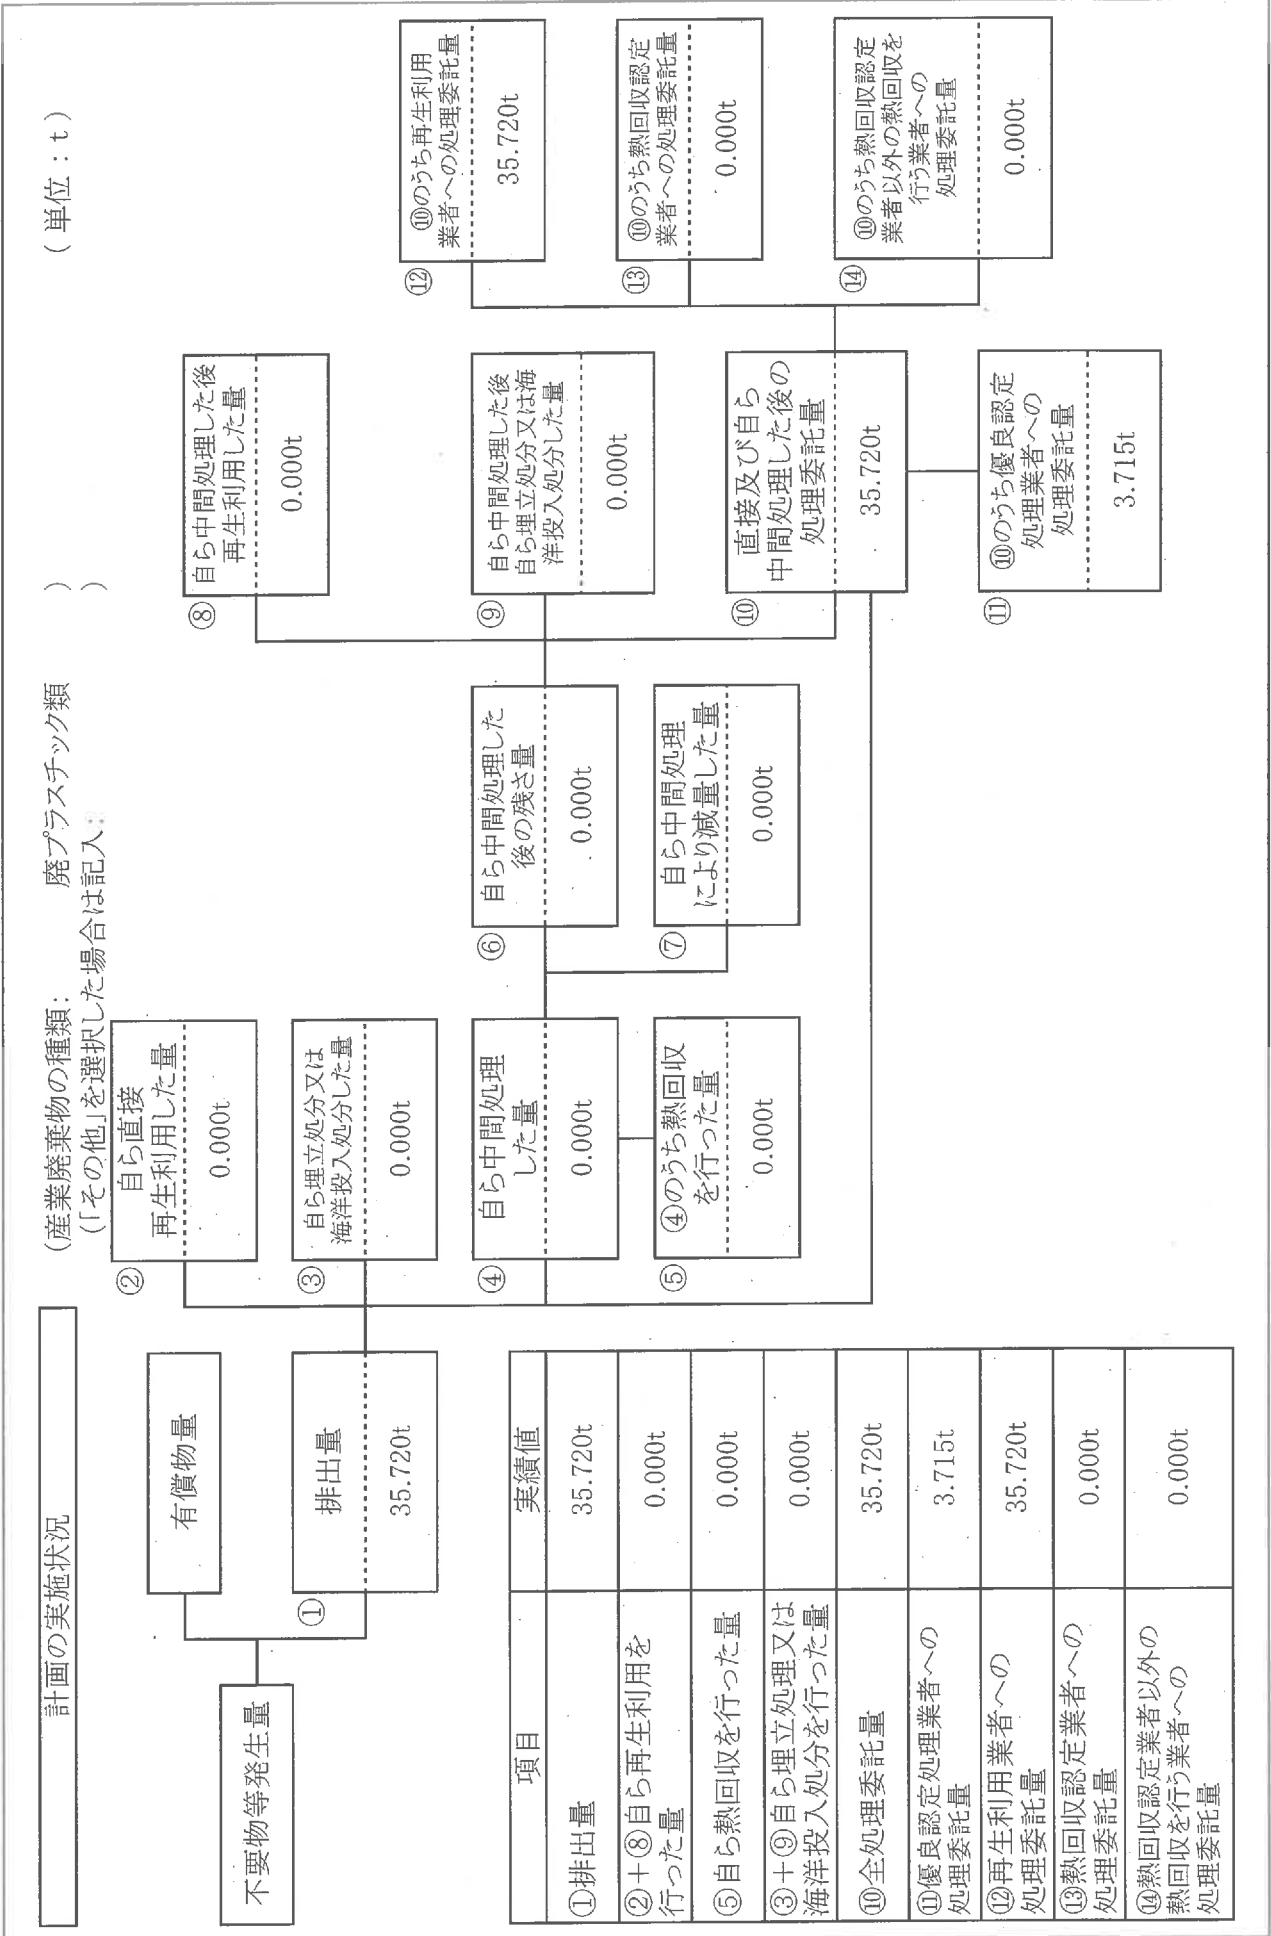 計画の実施状況
(産業廃棄物の種類： 廃プラスチック類 )
(「その他」を選択した場合は記入： )
(単位：t)
不要物等発生量
有償物量
①
排出量
35.720t
②
自ら直接
再生利用した量
0.000t
③
自ら埋立処分又は
海洋投入処分した量
0.000t
④
自ら中間処理
した量
0.000t
⑤
④のうち熱回収
を行った量
0.000t
⑥
自ら中間処理した
後の残さ量
0.000t
⑦
自ら中間処理
により減量した量
0.000t
⑧
自ら中間処理した後
再生利用した量
0.000t
⑨
自ら中間処理した後
自ら埋立処分又は海
洋投入処分した量
0.000t
⑩
直接及び自ら
中間処理した後の
処理委託量
35.720t
⑪
⑩のうち優良認定
処理業者への
処理委託量
3.715t
⑫
⑩のうち再生利用
業者への処理委託量
35.720t
⑬
⑩のうち熱回収認定
業者への処理委託量
0.000t
⑭
⑩のうち熱回収認定
業者以外の熱回収を
行う業者への
処理委託量
0.000t
項目 実績値
①排出量 35.720t
②＋⑧自ら再生利用を
行った量 0.000t
⑤自ら熱回収を行った量 0.000t
③＋⑨自ら埋立処理又は
海洋投入処分を行った量 0.000t
⑩全処理委託量 35.720t
⑪優良認定処理業者への
処理委託量 3.715t
⑫再生利用業者への
処理委託量 35.720t
⑬熱回収認定業者への
処理委託量 0.000t
⑭熱回収認定業者以外の
熱回収を行う業者への
処理委託量 0.000t